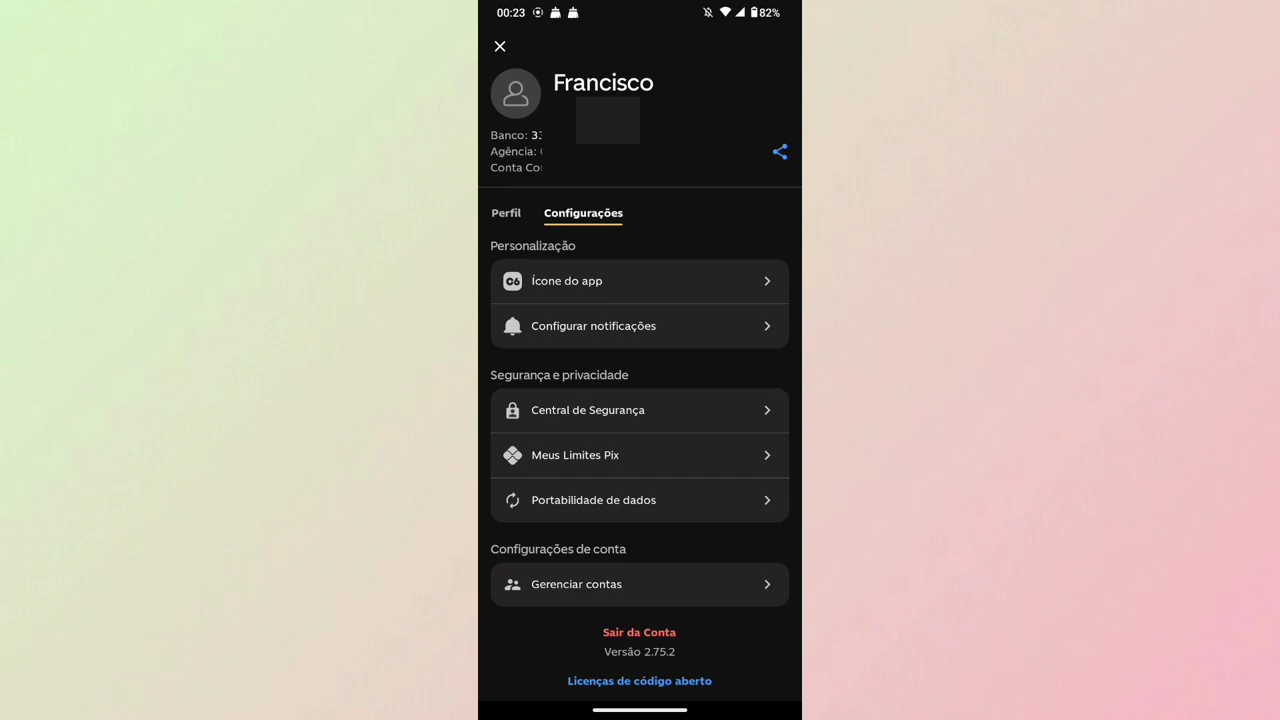 00:23
82%
Francisco
Banco: 33
Agência:
Conta
Perfil Configurações
Personalização
C6 Ícone do app
Configurar notificações
Segurança e privacidade
Central de Segurança
Meus Limites Pix
Portabilidade de dados
Configurações de conta
Gerenciar contas
Sair da Conta
Versão 2.75.2
Licenças de código aberto